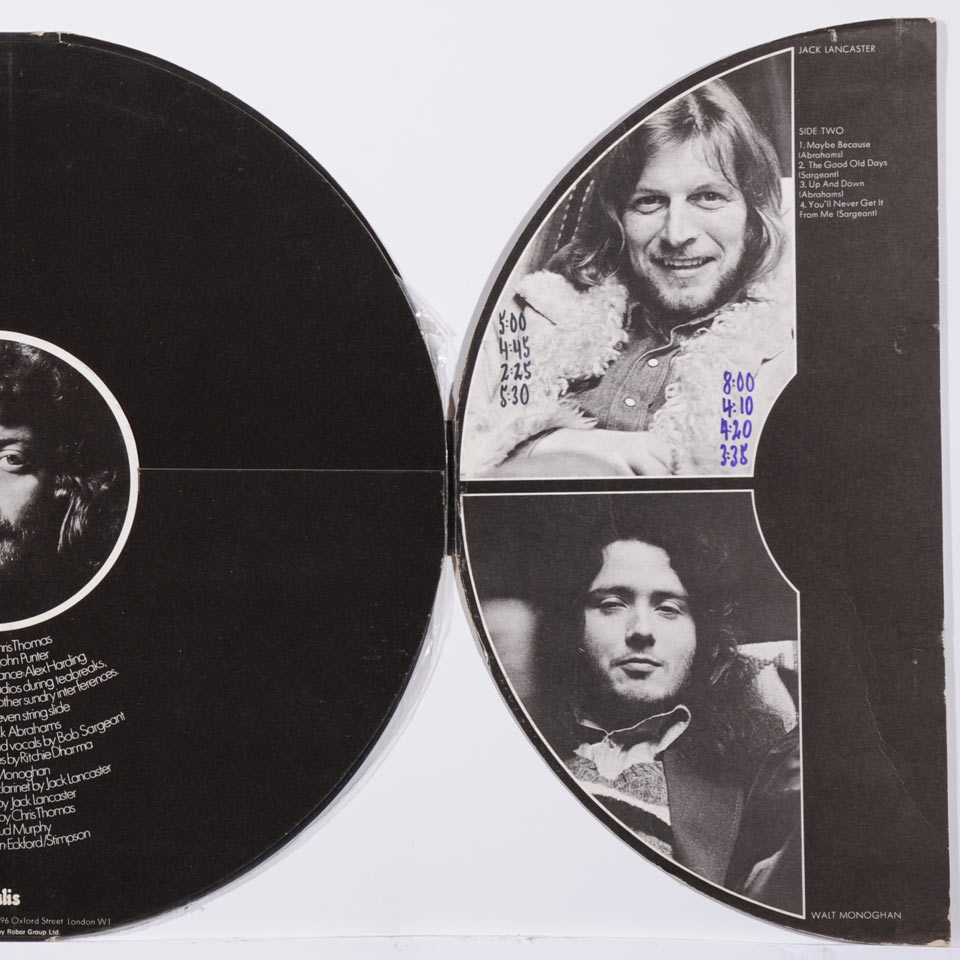 JACK LANCASTER
SIDE TWO
1. Maybe Because
(Abrahams)
2. The Good Old Days
(Sargeant)
3. Up And Down
(Abrahams)
4. You'll Never Get It
From Me (Sargeant)
5:00
4:45
2:25
5:30
8:00
4:10
4:20
3:35
hris Thomas
ohn Punter
ance: Alex Harding
udios during teabreaks,
other sundry interferences.
even string slide
k Abrahams
nd vocals by Bob Sargeant
s by Ritchie Dharma
Monaghan
clarinet by Jack Lancaster
by Jack Lancaster
by Chris Thomas
ud Murphy
n-Eckford/Stimpson
alis
96 Oxford Street London W1
by Robor Group Ltd.
WALT MONOGHAN